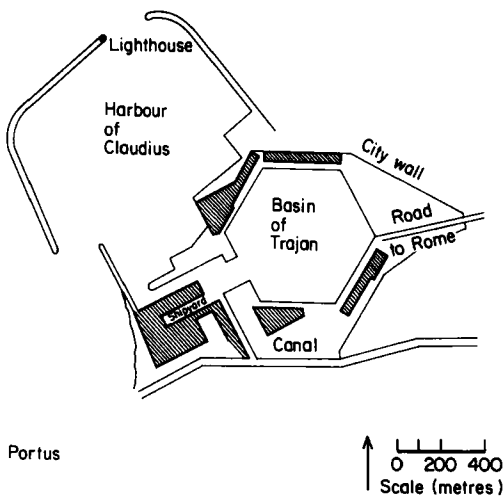 Lighthouse
Harbour
of
Claudius
City wall
Basin
of
Trajan
Road
to Rome
Shipyard
Canal
Portus
0 200 400
Scale (metres)